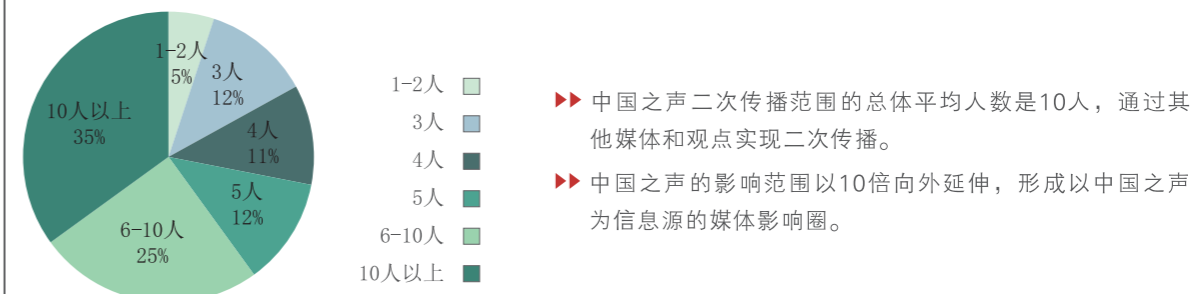 1-2人
5%
3人
12%
4人
11%
5人
12%
6-10人
25%
10人以上
35%
1-2人
3人
4人
5人
6-10人
10人以上
中国之声二次传播范围的总体平均人数是10人，通过其
他媒体和观点实现二次传播。
中国之声的影响范围以10倍向外延伸，形成以中国之声
为信息源的媒体影响圈。